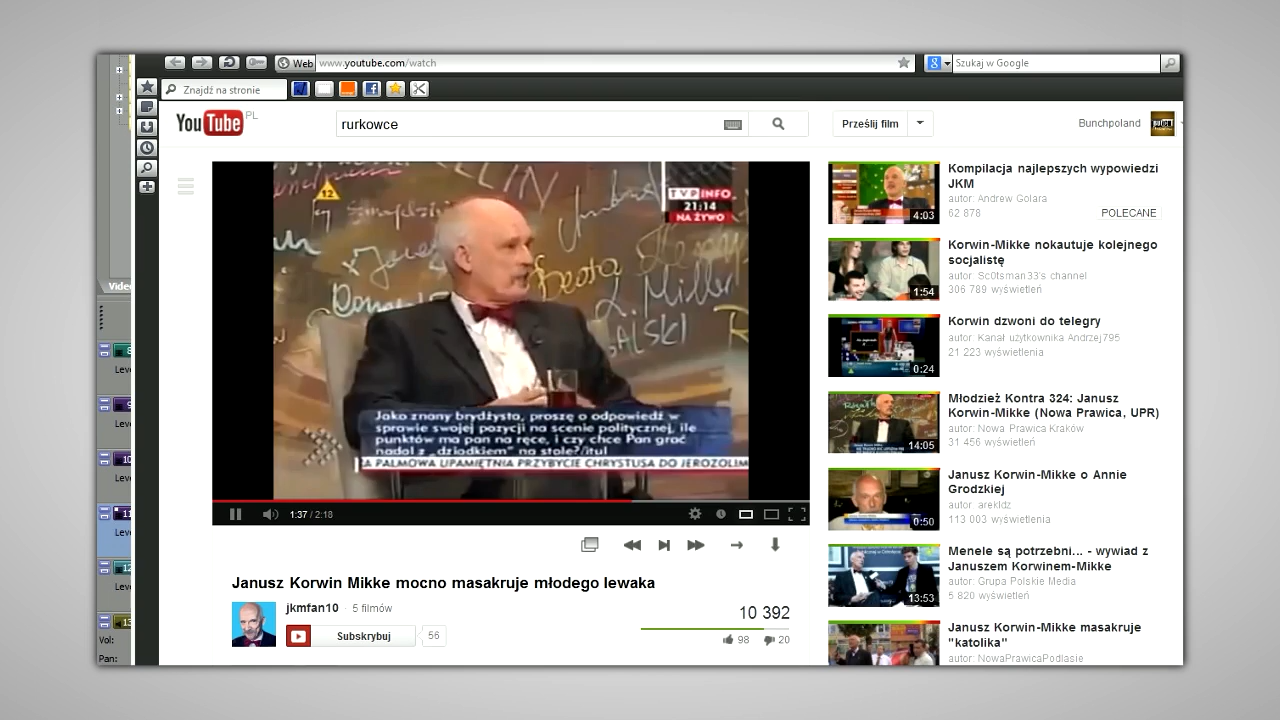 Web www.youtube.com/watch
Szukaj w Google
Znajdź na stronie
YouTube PL
rurkowce
Prześlij film
Bunchpoland
12
TVP INFO
21:14
NA ŻYWO
Jako znany brydżysta, proszę o odpowiedź w
sprawie swojej pozycji na scenie politycznej, ile
punktów ma pan na ręce, i czy chce Pan grać
nadal z „dziadkiem" na stole?/itul
A PALMOWA UPAMIĘTNIA PRZYBYCIE CHRYSTUSA DO JEROZOLIM
1:37 / 2:18
Janusz Korwin Mikke mocno masakruje młodego lewaka
jkmfan10 · 5 filmów
Subskrybuj 56
10 392
98 20
Kompilacja najlepszych wypowiedzi
JKM
autor: Andrew Golara
62 878 POLECANE
4:03
Korwin-Mikke nokautuje kolejnego
socjalistę
autor: Sc0tsman33's channel
306 789 wyświetleń
1:54
Korwin dzwoni do telegry
autor: Kanał użytkownika Andrzej795
21 223 wyświetlenia
0:24
Młodzież Kontra 324: Janusz
Korwin-Mikke (Nowa Prawica, UPR)
autor: Nowa Prawica Kraków
31 456 wyświetleń
14:05
Janusz Korwin-Mikke o Annie
Grodzkiej
autor: arekldz
113 003 wyświetlenia
0:50
Menele są potrzebni... - wywiad z
Januszem Korwinem-Mikke
autor: Grupa Polskie Media
5 820 wyświetleń
13:53
Janusz Korwin-Mikke masakruje
"katolika"
autor: NowaPrawicaPodlasie
Video
Leve
Leve
Leve
Leve
Leve
Vol:
Pan: